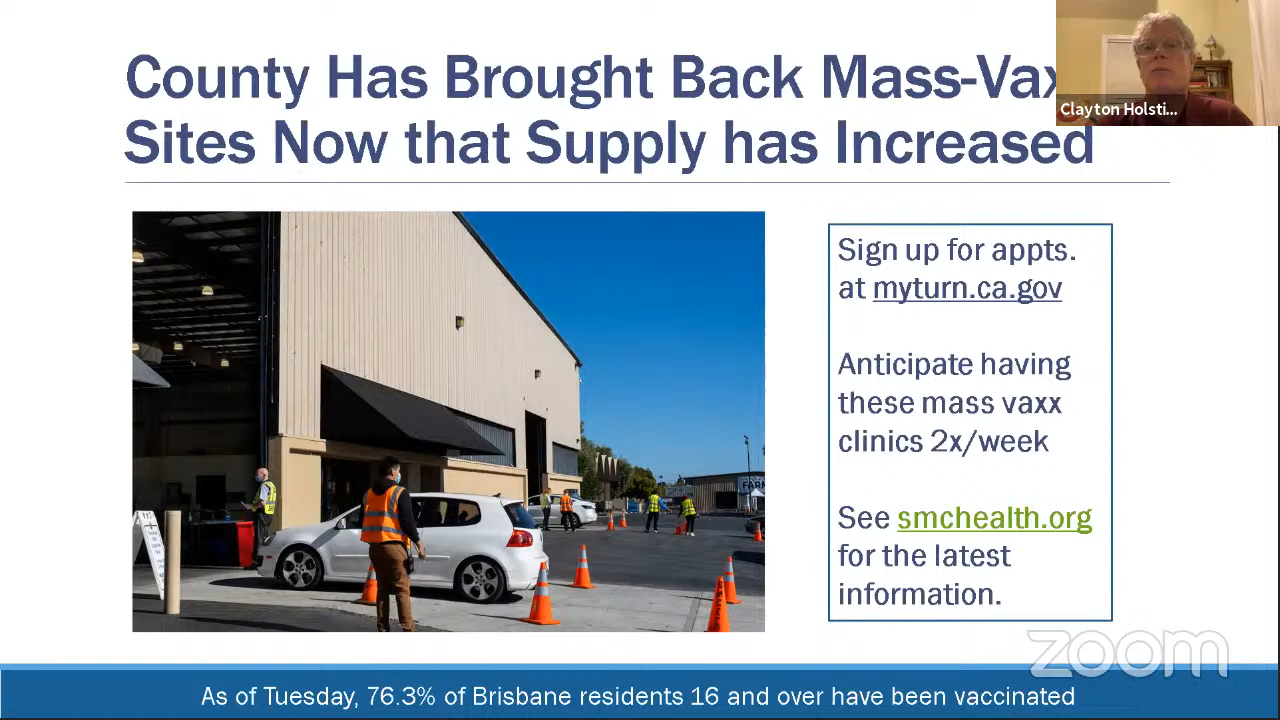 County Has Brought Back Mass-Vax
Sites Now that Supply has Increased
Clayton Holsti...
Sign up for appts.
at myturn.ca.gov
Anticipate having
these mass vaxx
clinics 2x/week
See smchealth.org
for the latest
information.
FARM
zoom
As of Tuesday, 76.3% of Brisbane residents 16 and over have been vaccinated